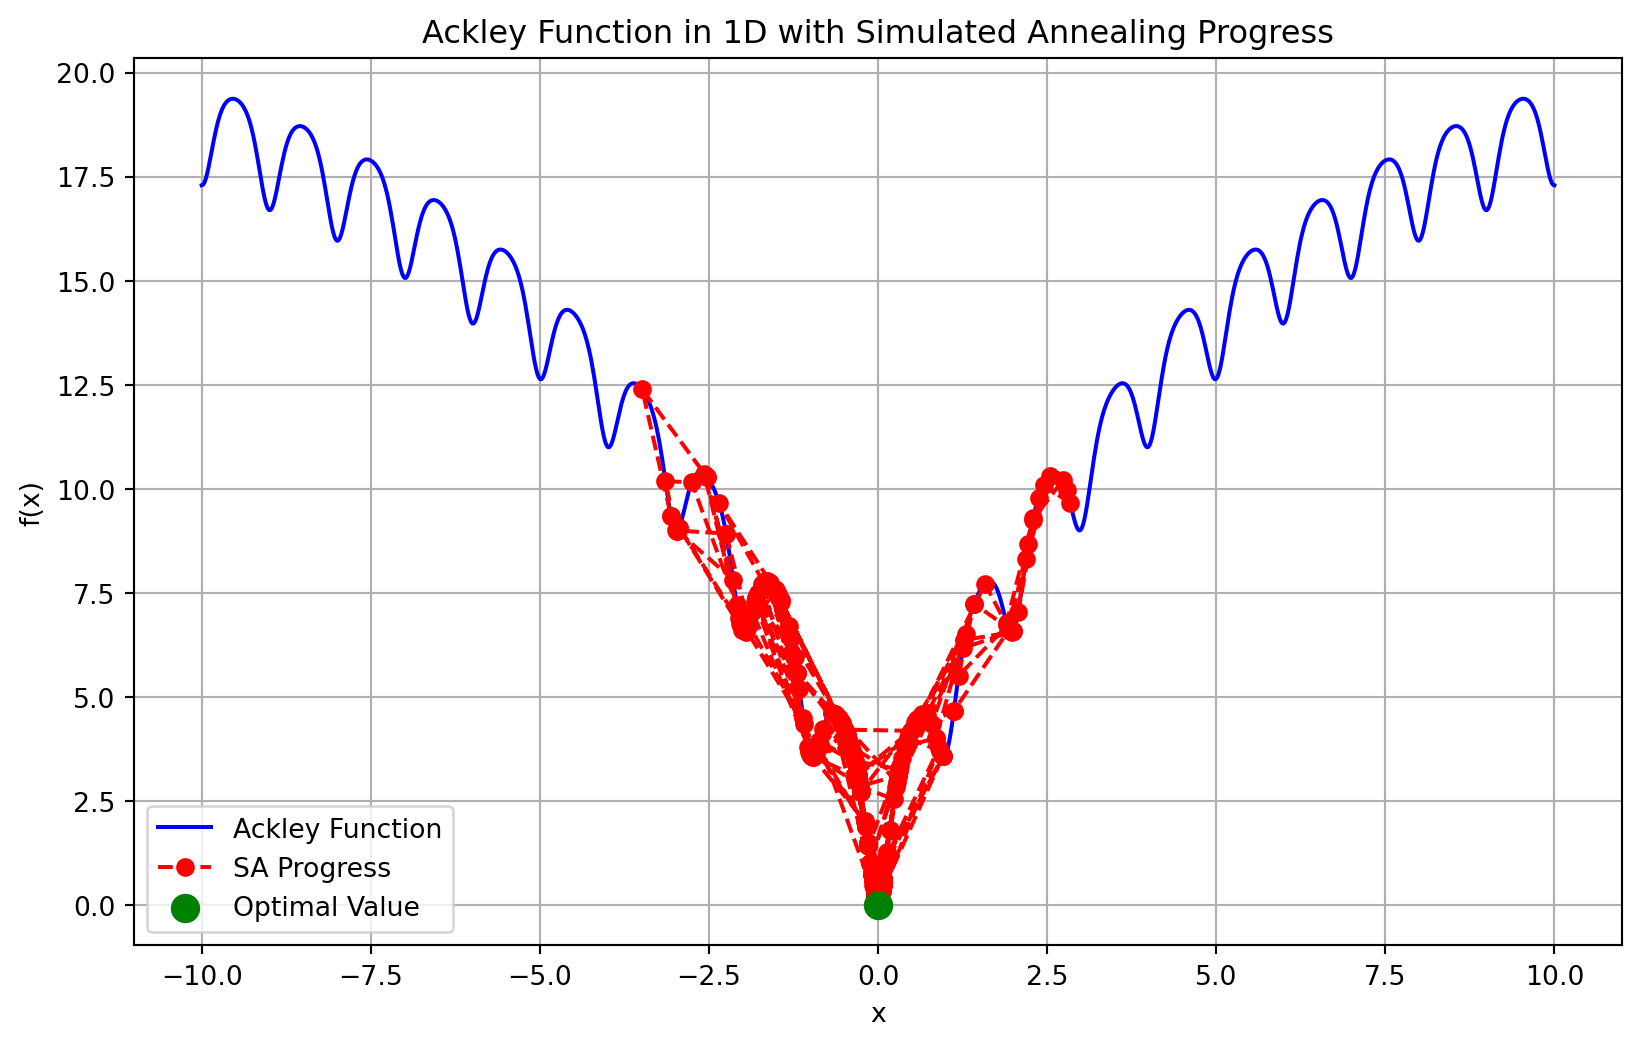 Ackley Function in 1D with Simulated Annealing Progress
20.0
17.5
15.0
12.5
10.0
7.5
5.0
2.5
0.0
f(x)
Ackley Function
SA Progress
Optimal Value
−10.0 −7.5 −5.0 −2.5 0.0 2.5 5.0 7.5 10.0
x